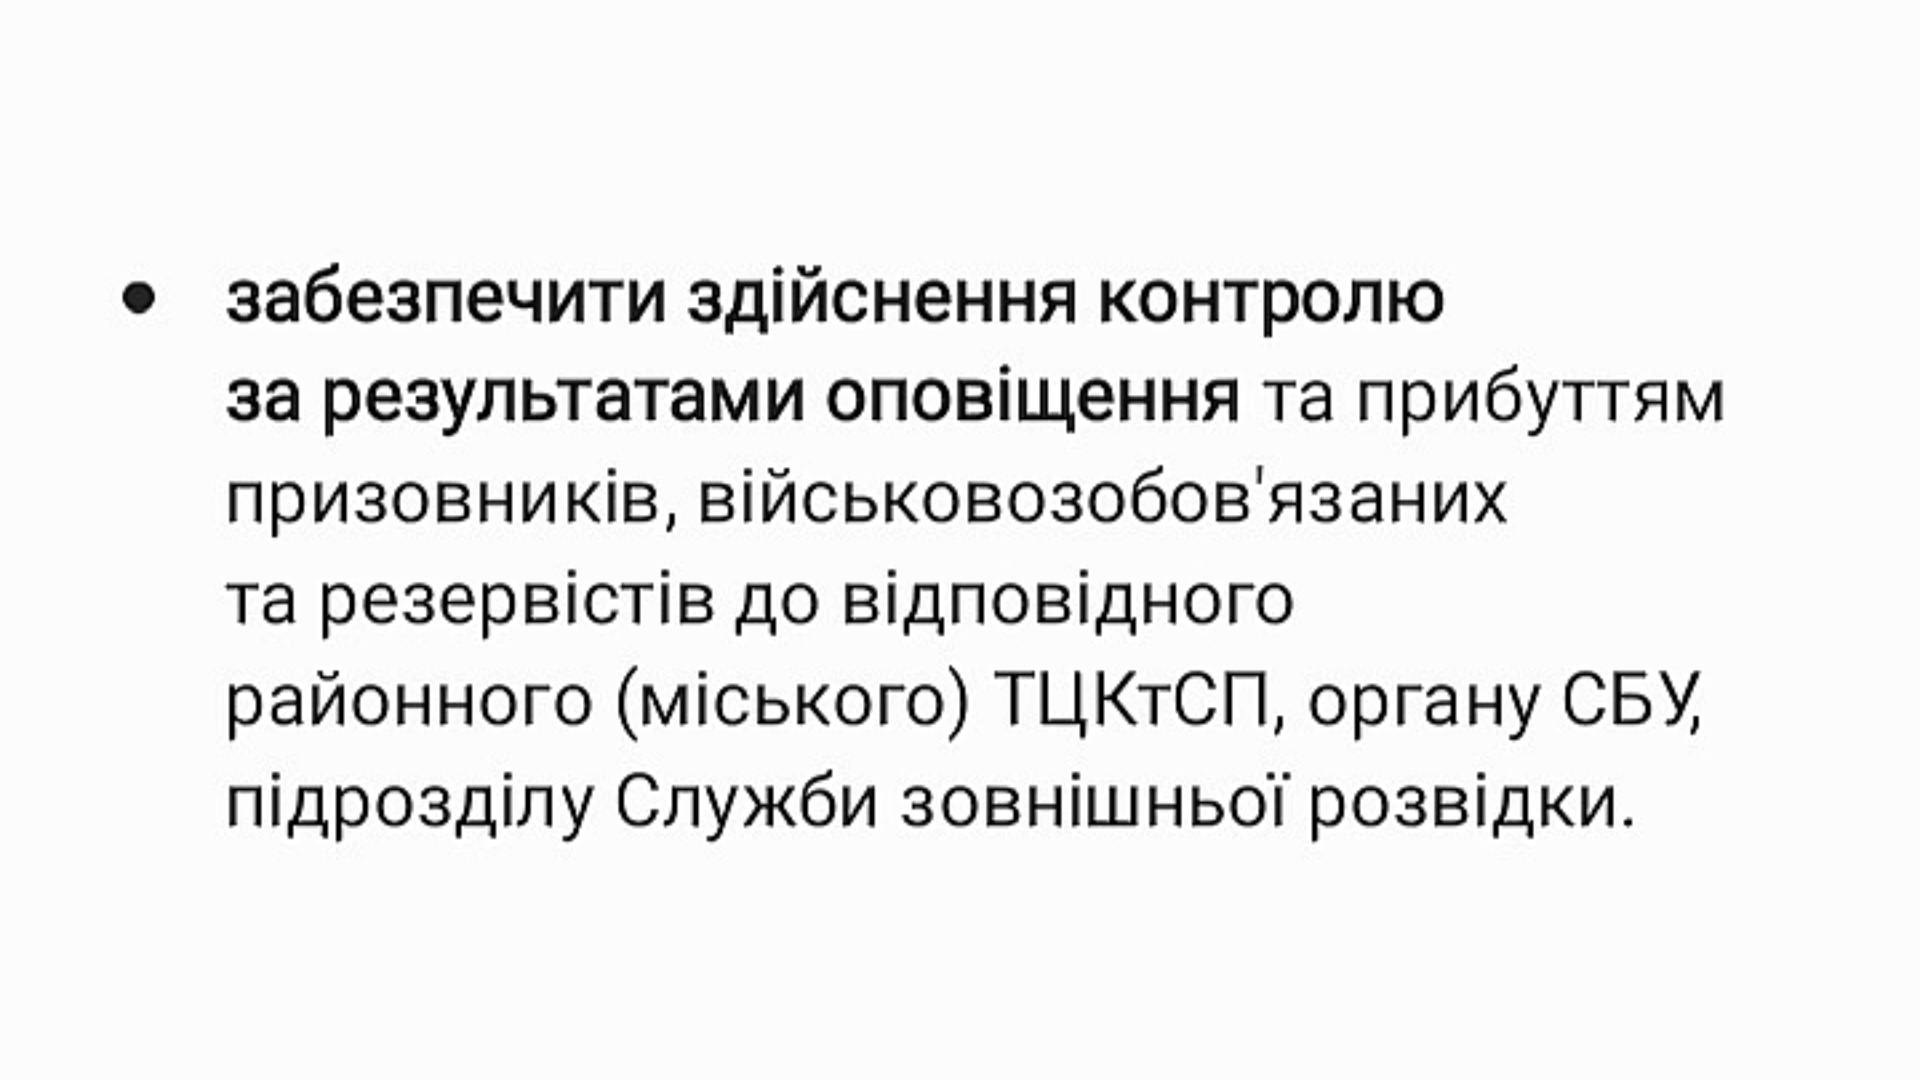 • забезпечити здійснення контролю
за результатами оповіщення та прибуттям
призовників, військовозобов'язаних
та резервістів до відповідного
районного (міського) ТЦКтСП, органу СБУ,
підрозділу Служби зовнішньої розвідки.